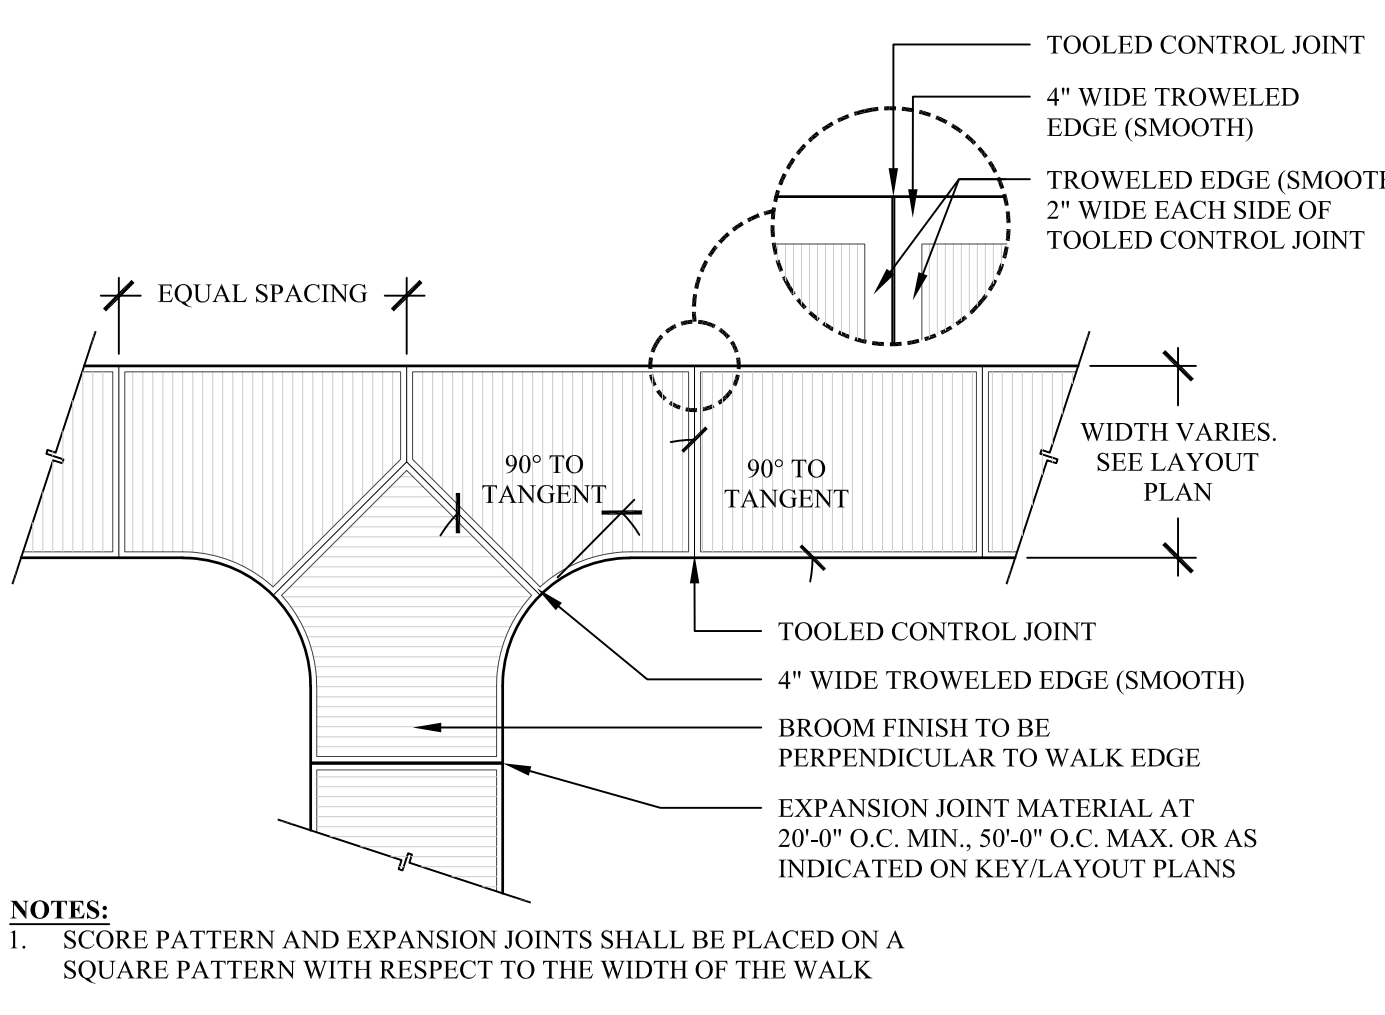 TOOLED CONTROL JOINT
4" WIDE TROWELED
EDGE (SMOOTH)
TROWELED EDGE (SMOOTH
2" WIDE EACH SIDE OF
TOOLED CONTROL JOINT
EQUAL SPACING
WIDTH VARIES.
SEE LAYOUT
PLAN
90° TO
TANGENT
90° TO
TANGENT
TOOLED CONTROL JOINT
4" WIDE TROWELED EDGE (SMOOTH)
BROOM FINISH TO BE
PERPENDICULAR TO WALK EDGE
EXPANSION JOINT MATERIAL AT
20'-0" O.C. MIN., 50'-0" O.C. MAX. OR AS
INDICATED ON KEY/LAYOUT PLANS
NOTES:
1. SCORE PATTERN AND EXPANSION JOINTS SHALL BE PLACED ON A
SQUARE PATTERN WITH RESPECT TO THE WIDTH OF THE WALK